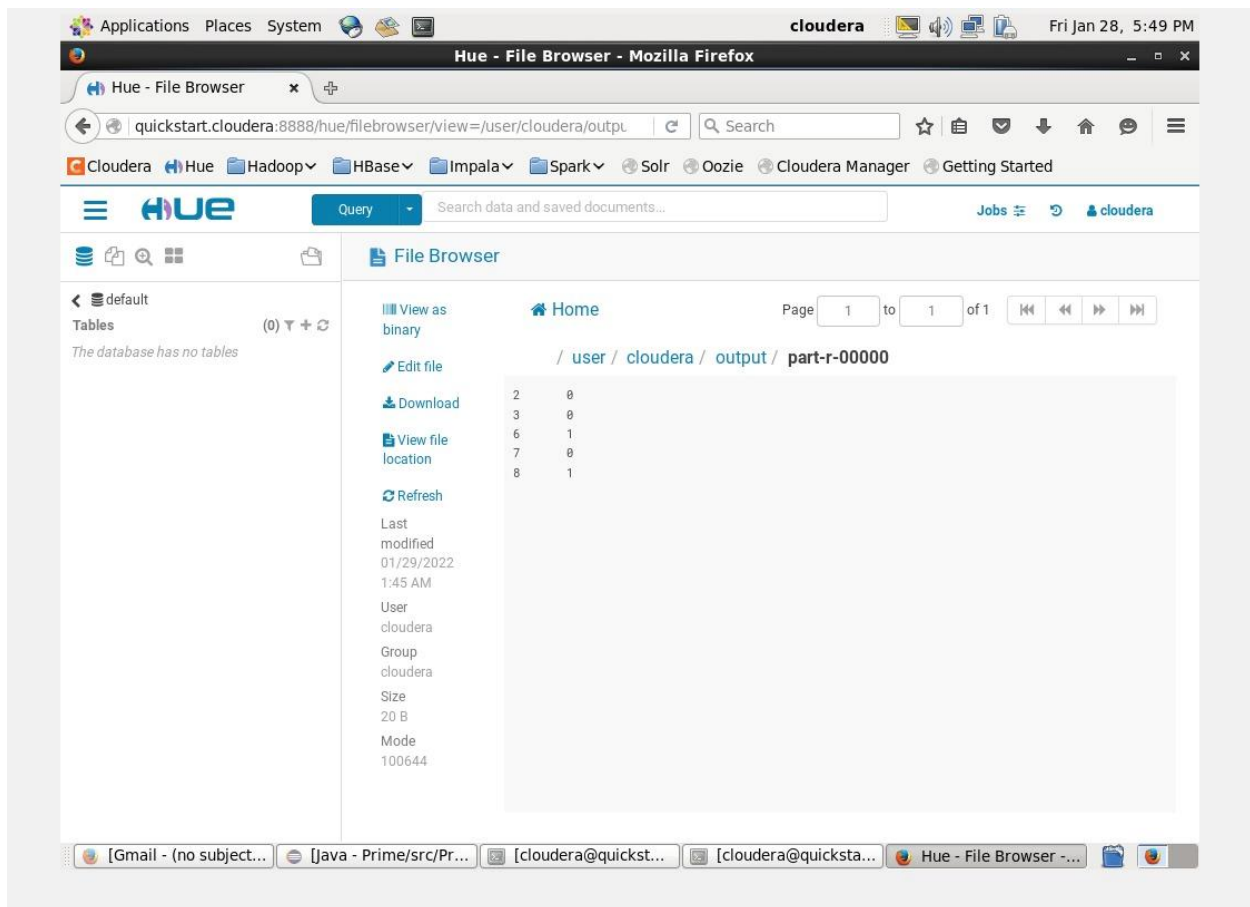 Applications Places System cloudera Fri Jan 28, 5:49 PM
Hue - File Browser - Mozilla Firefox
Hue - File Browser
quickstart.cloudera:8888/hue/filebrowser/view=/user/cloudera/outpu Search
Cloudera Hue Hadoop HBase Impala Spark Solr Oozie Cloudera Manager Getting Started
HUE Query Search data and saved documents... Jobs cloudera
File Browser
default
Tables (0)
The database has no tables
View as
binary
Edit file
Download
View file
location
Refresh
Last
modified
01/29/2022
1:45 AM
User
cloudera
Group
cloudera
Size
20 B
Mode
100644
Home Page 1 to 1 of 1
/ user / cloudera / output / part-r-00000
2 0
3 0
6 1
7 0
8 1
[Gmail - (no subject... [Java - Prime/src/Pr... [cloudera@quickst... [cloudera@quicksta... Hue - File Browser -...